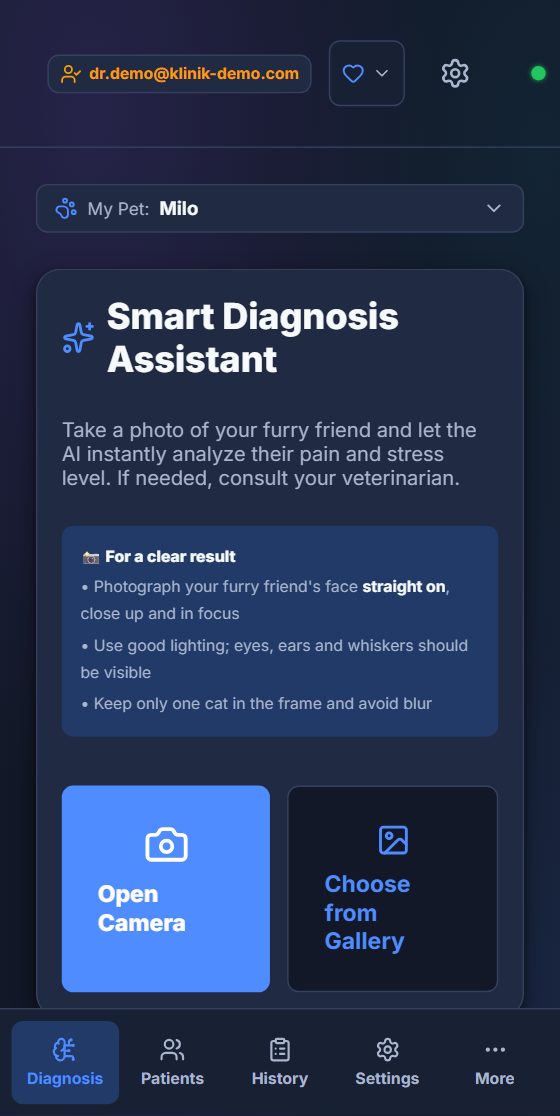 dr.demo@klinik-demo.com
My Pet: Milo
Smart Diagnosis
Assistant
Take a photo of your furry friend and let the
AI instantly analyze their pain and stress
level. If needed, consult your veterinarian.
📸 For a clear result
• Photograph your furry friend's face straight on,
close up and in focus
• Use good lighting; eyes, ears and whiskers should
be visible
• Keep only one cat in the frame and avoid blur
Open
Camera
Choose
from
Gallery
Diagnosis
Patients
History
Settings
More